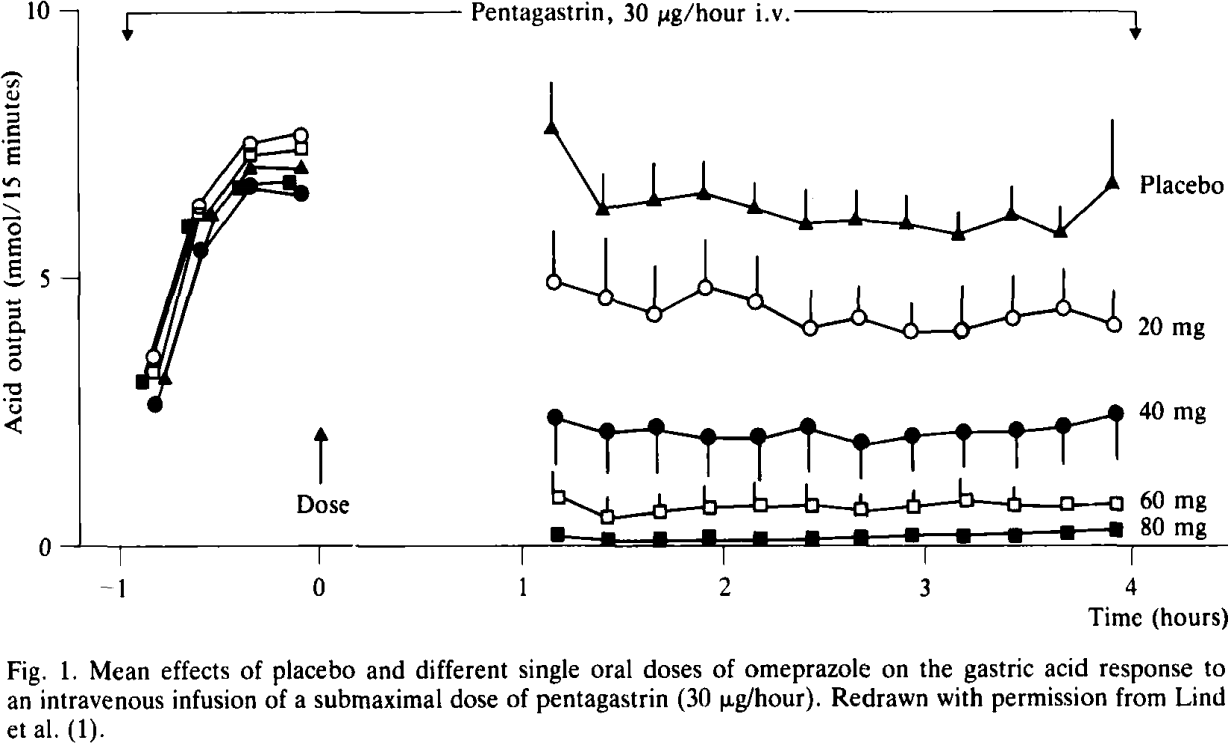 Pentagastrin, 30 µg/hour i.v.
10
5
0
Acid output (mmol/15 minutes)
Placebo
20 mg
40 mg
60 mg
80 mg
Dose
−1 0 1 2 3 4
Time (hours)
Fig. 1. Mean effects of placebo and different single oral doses of omeprazole on the gastric acid response to
an intravenous infusion of a submaximal dose of pentagastrin (30 µg/hour). Redrawn with permission from Lind
et al. (1).